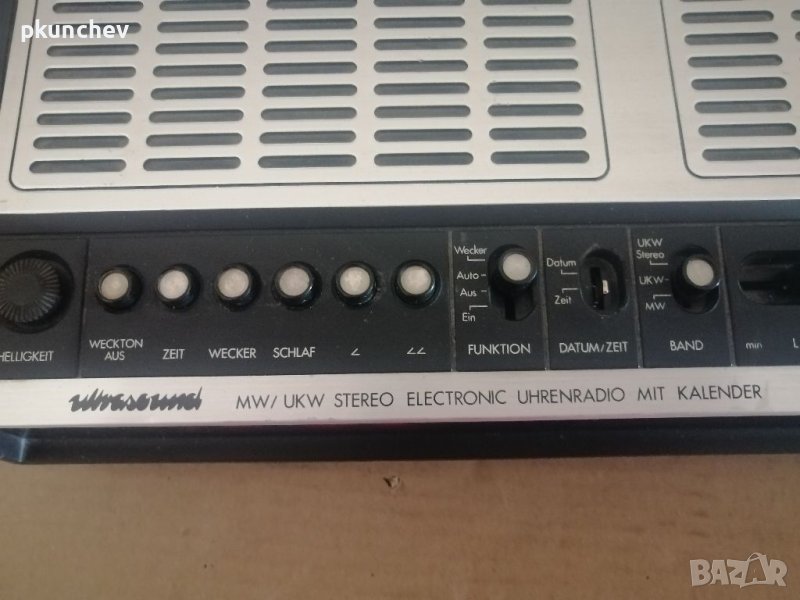 pkunchev
Wecker
Auto
Aus
Ein
Datum
Zeit
UKW
Stereo
UKW
MW
HELLIGKEIT
WECKTON
AUS
ZEIT
WECKER
SCHLAF
<
<<
FUNKTION
DATUM/ZEIT
BAND
min
L
ultrasound MW/ UKW STEREO ELECTRONIC UHRENRADIO MIT KALENDER
BAZAR